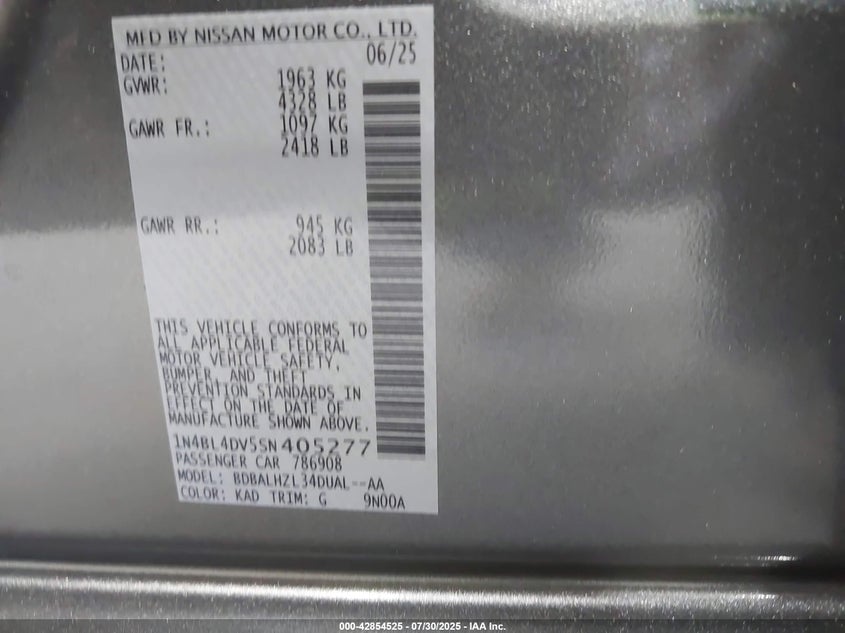 MFD BY NISSAN MOTOR CO., LTD.
DATE: 06/25
GVWR: 1963 KG
4328 LB
GAWR FR.: 1097 KG
2418 LB
GAWR RR.: 945 KG
2083 LB
THIS VEHICLE CONFORMS TO
ALL APPLICABLE FEDERAL
MOTOR VEHICLE SAFETY,
BUMPER, AND THEFT
PREVENTION STANDARDS IN
EFFECT ON THE DATE OF
MANUFACTURE SHOWN ABOVE.
1N4BL4DV5SN405277
PASSENGER CAR 786908
MODEL: BDBALHZL34DUAL--AA
COLOR: KAD TRIM: G 9N00A
000-42854525 - 07/30/2025 - IAA Inc.